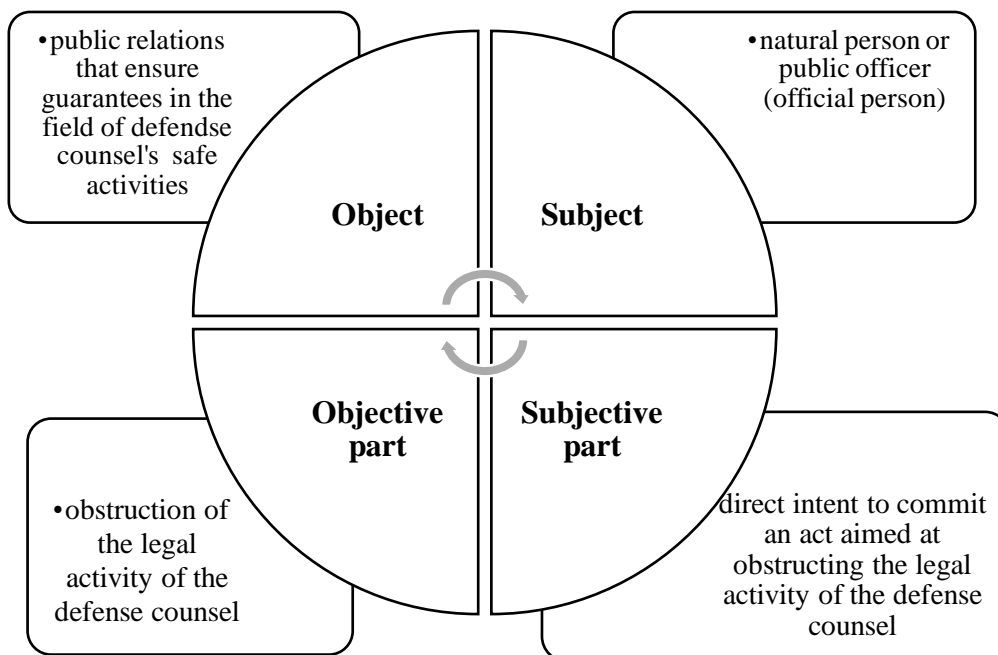 •public relations
that ensure
guarantees in the
field of defendse
counsel's safe
activities
•natural person or
public officer
(official person)
Object
Subject
Objective
part
Subjective
part
•obstruction of
the legal
activity of the
defense counsel
direct intent to commit
an act aimed at
obstructing the legal
activity of the defense
counsel